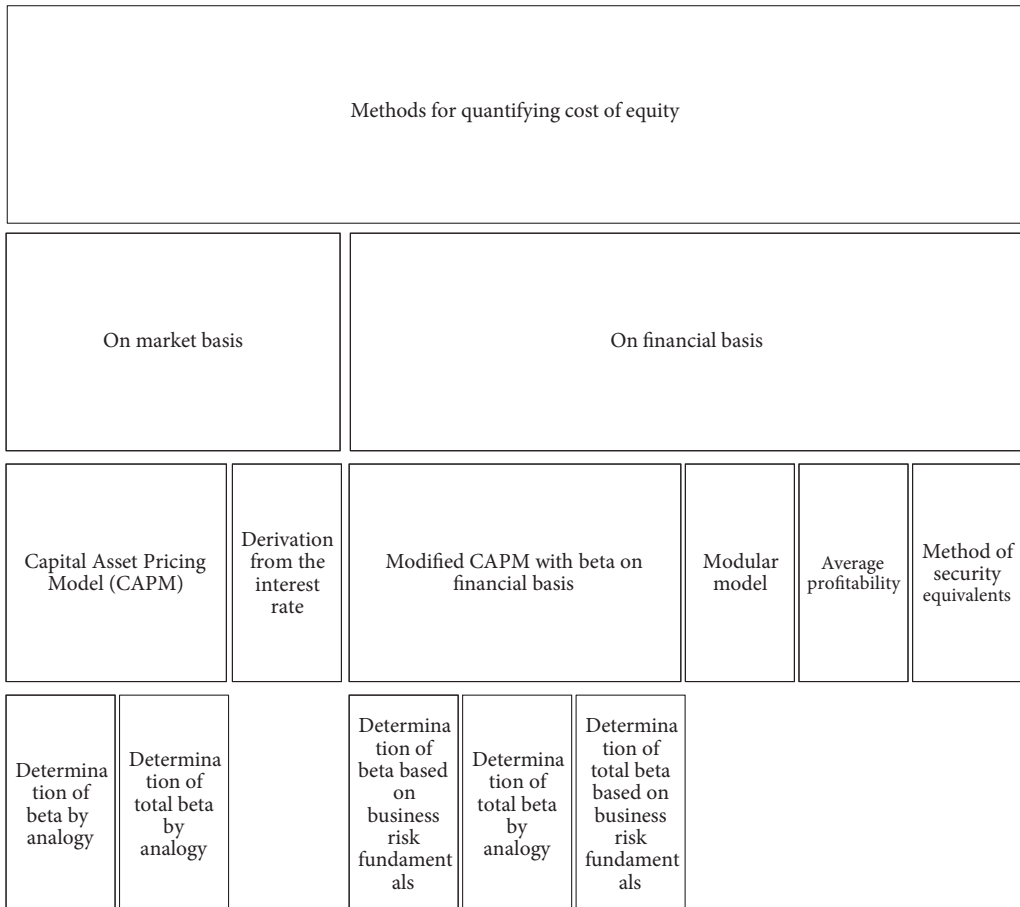 Methods for quantifying cost of equity
On market basis
On financial basis
Capital Asset Pricing
Model (CAPM)
Derivation
from the
interest
rate
Modified CAPM with beta on
financial basis
Modular
model
Average
profitability
Method of
security
equivalents
Determina
tion of
beta by
analogy
Determina
tion of
total beta
by
analogy
Determina
tion of
beta based
on
business
risk
fundament
als
Determina
tion of
total beta
by
analogy
Determina
tion of
total beta
based on
business
risk
fundament
als